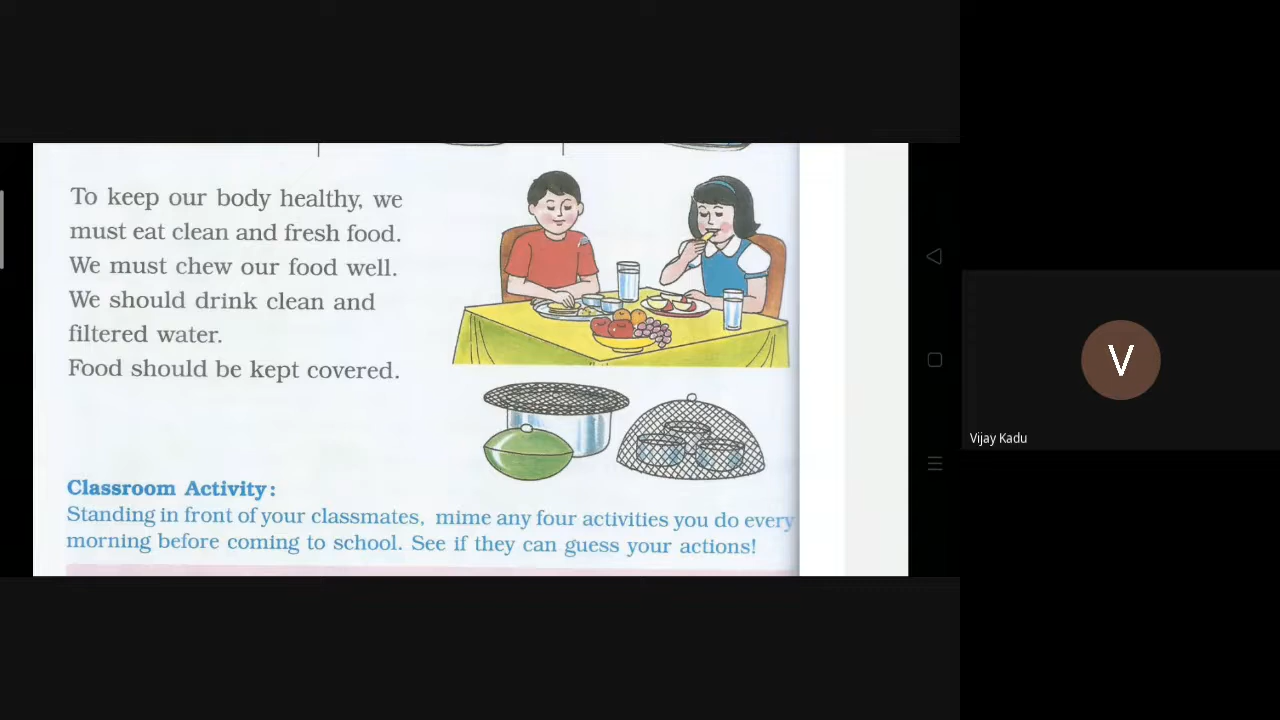 To keep our body healthy, we
must eat clean and fresh food.
We must chew our food well.
We should drink clean and
filtered water.
Food should be kept covered.
Classroom Activity:
Standing in front of your classmates, mime any four activities you do every
morning before coming to school. See if they can guess your actions!
V
Vijay Kadu